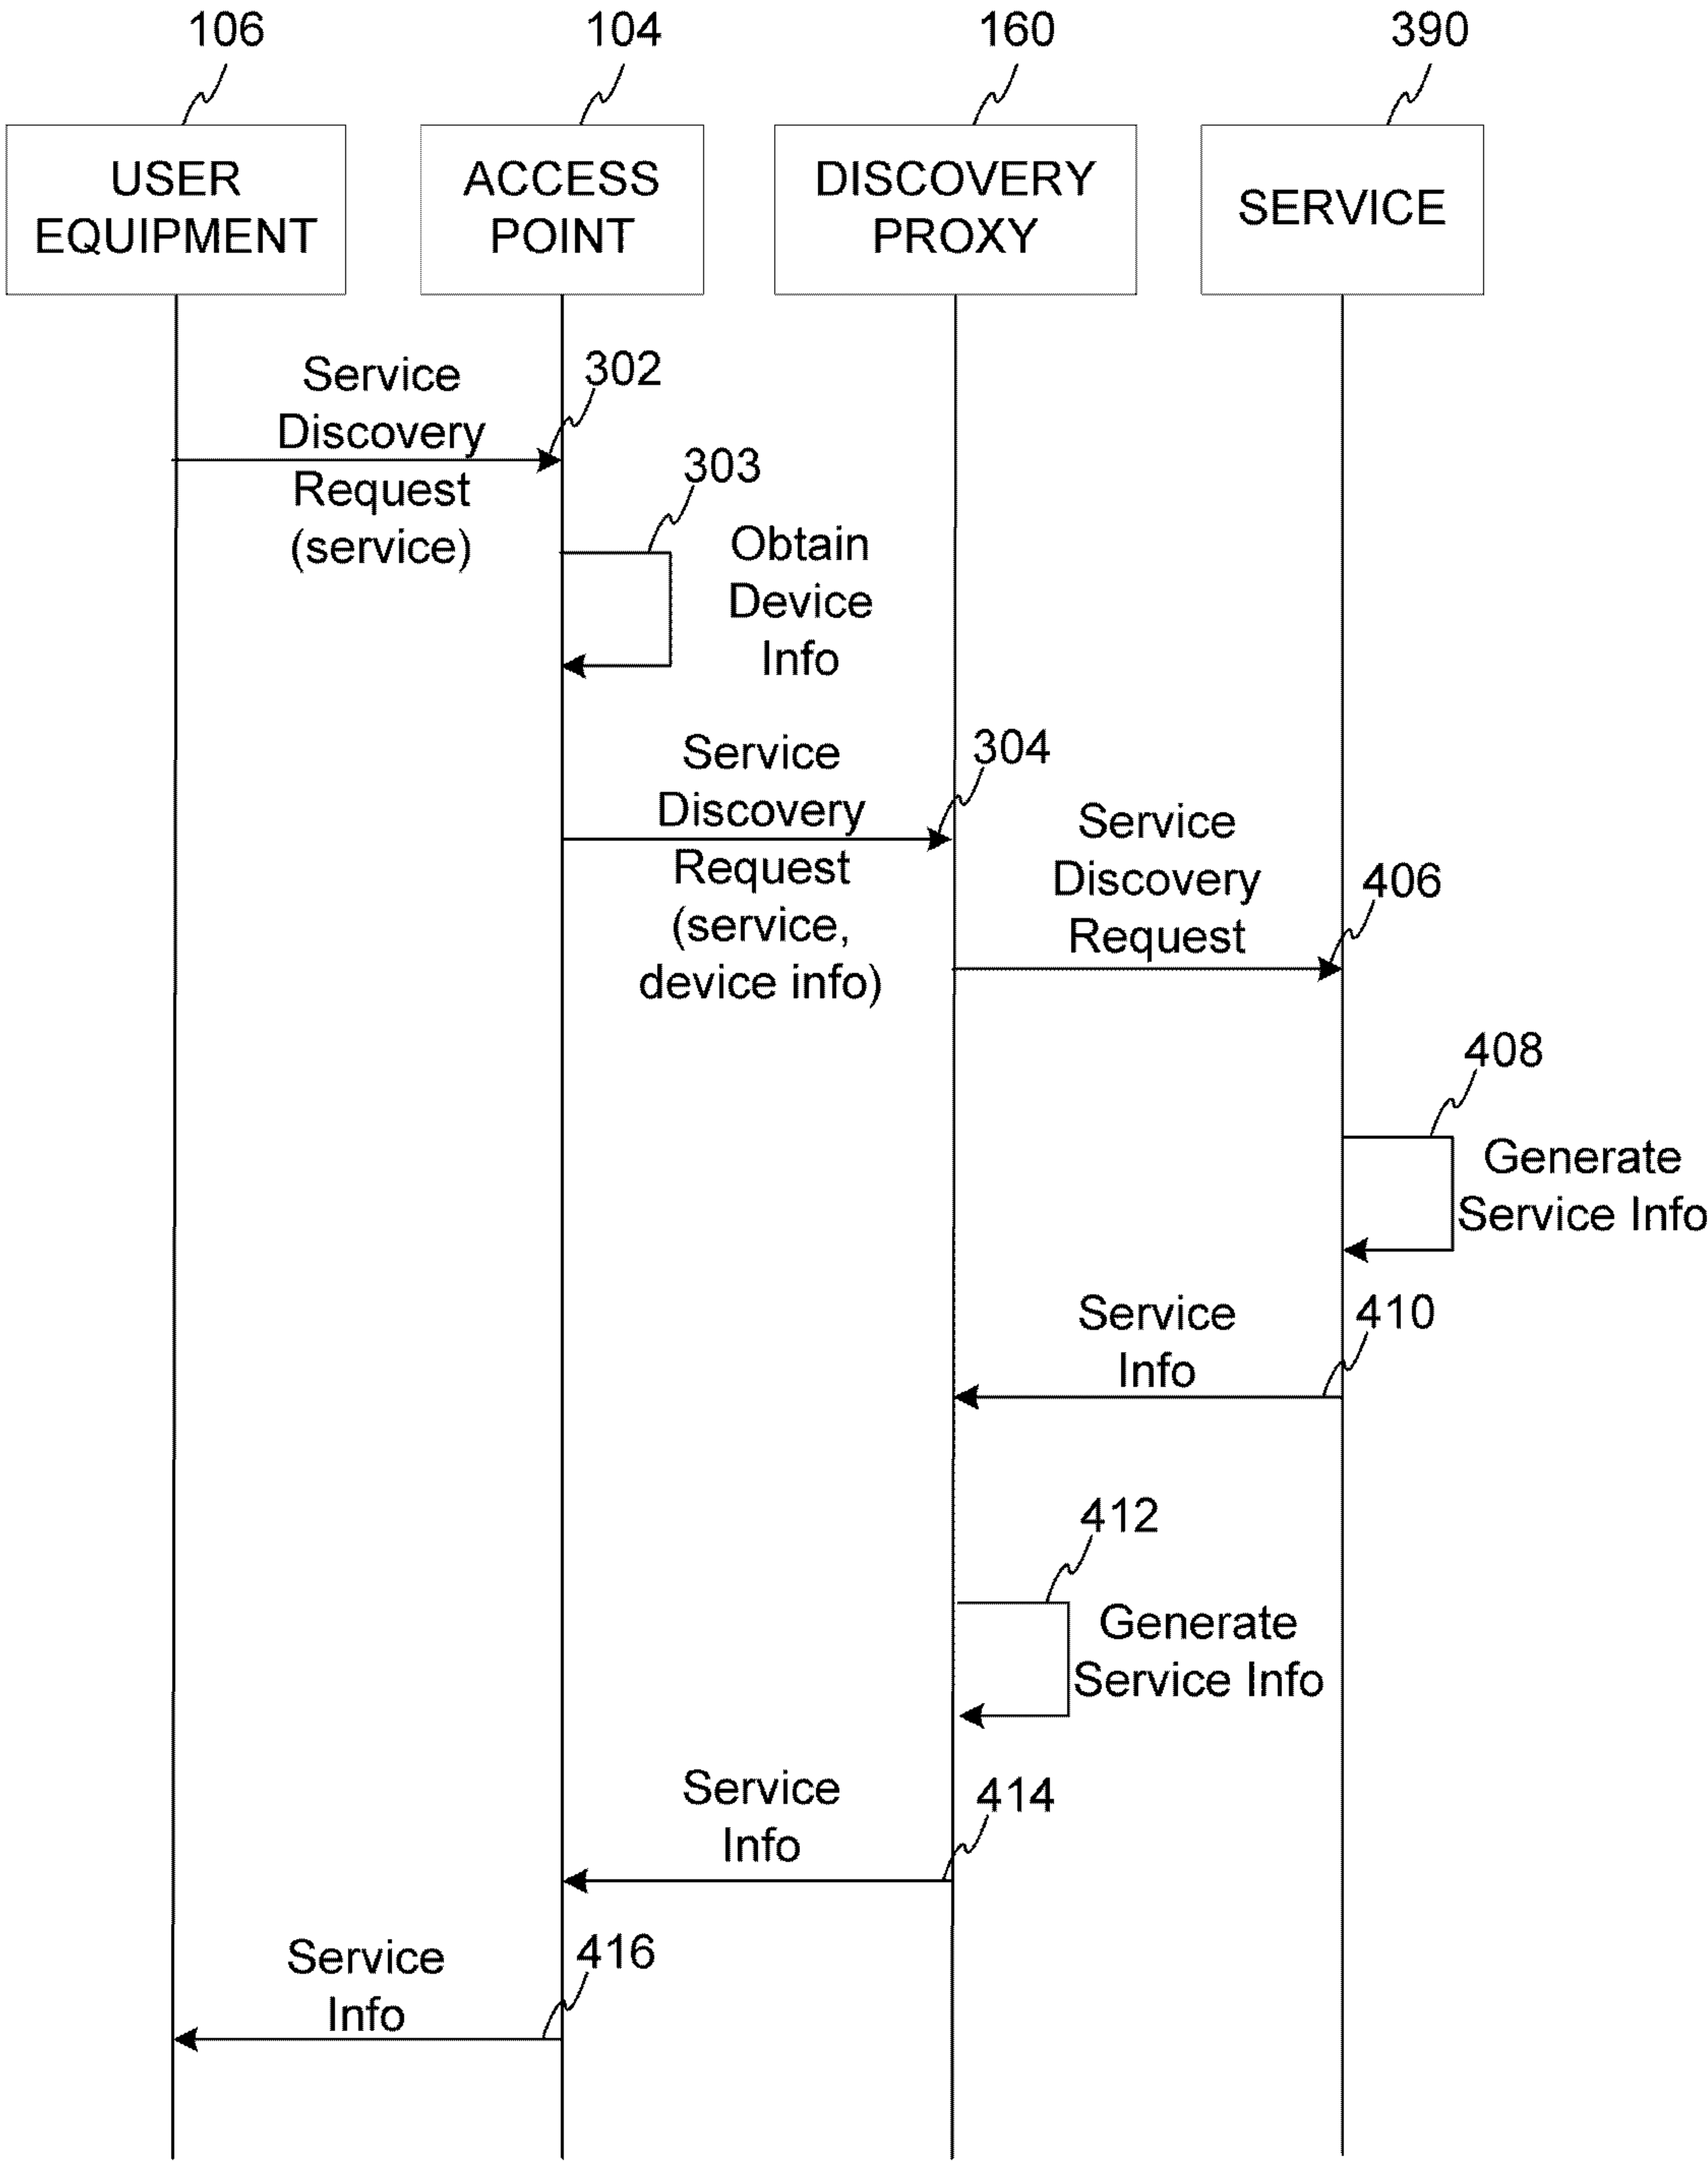 106
104
160
390
USER
EQUIPMENT
ACCESS
POINT
DISCOVERY
PROXY
SERVICE
Service
Discovery
Request
(service)
302
303
Obtain
Device
Info
Service
Discovery
Request
(service,
device info)
304
Service
Discovery
Request
406
408
Generate
Service Info
Service
Info
410
412
Generate
Service Info
Service
Info
414
Service
Info
416